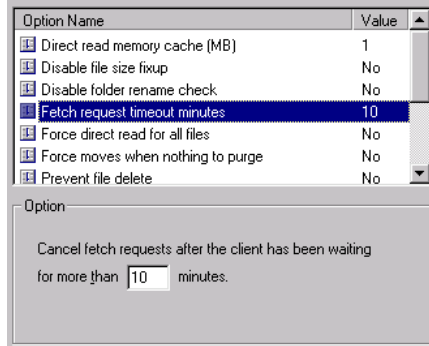 Option Name Value
Direct read memory cache (MB) 1
Disable file size fixup No
Disable folder rename check No
Fetch request timeout minutes 10
Force direct read for all files No
Force moves when nothing to purge No
Prevent file delete No
Option
Cancel fetch requests after the client has been waiting
for more than 10 minutes.